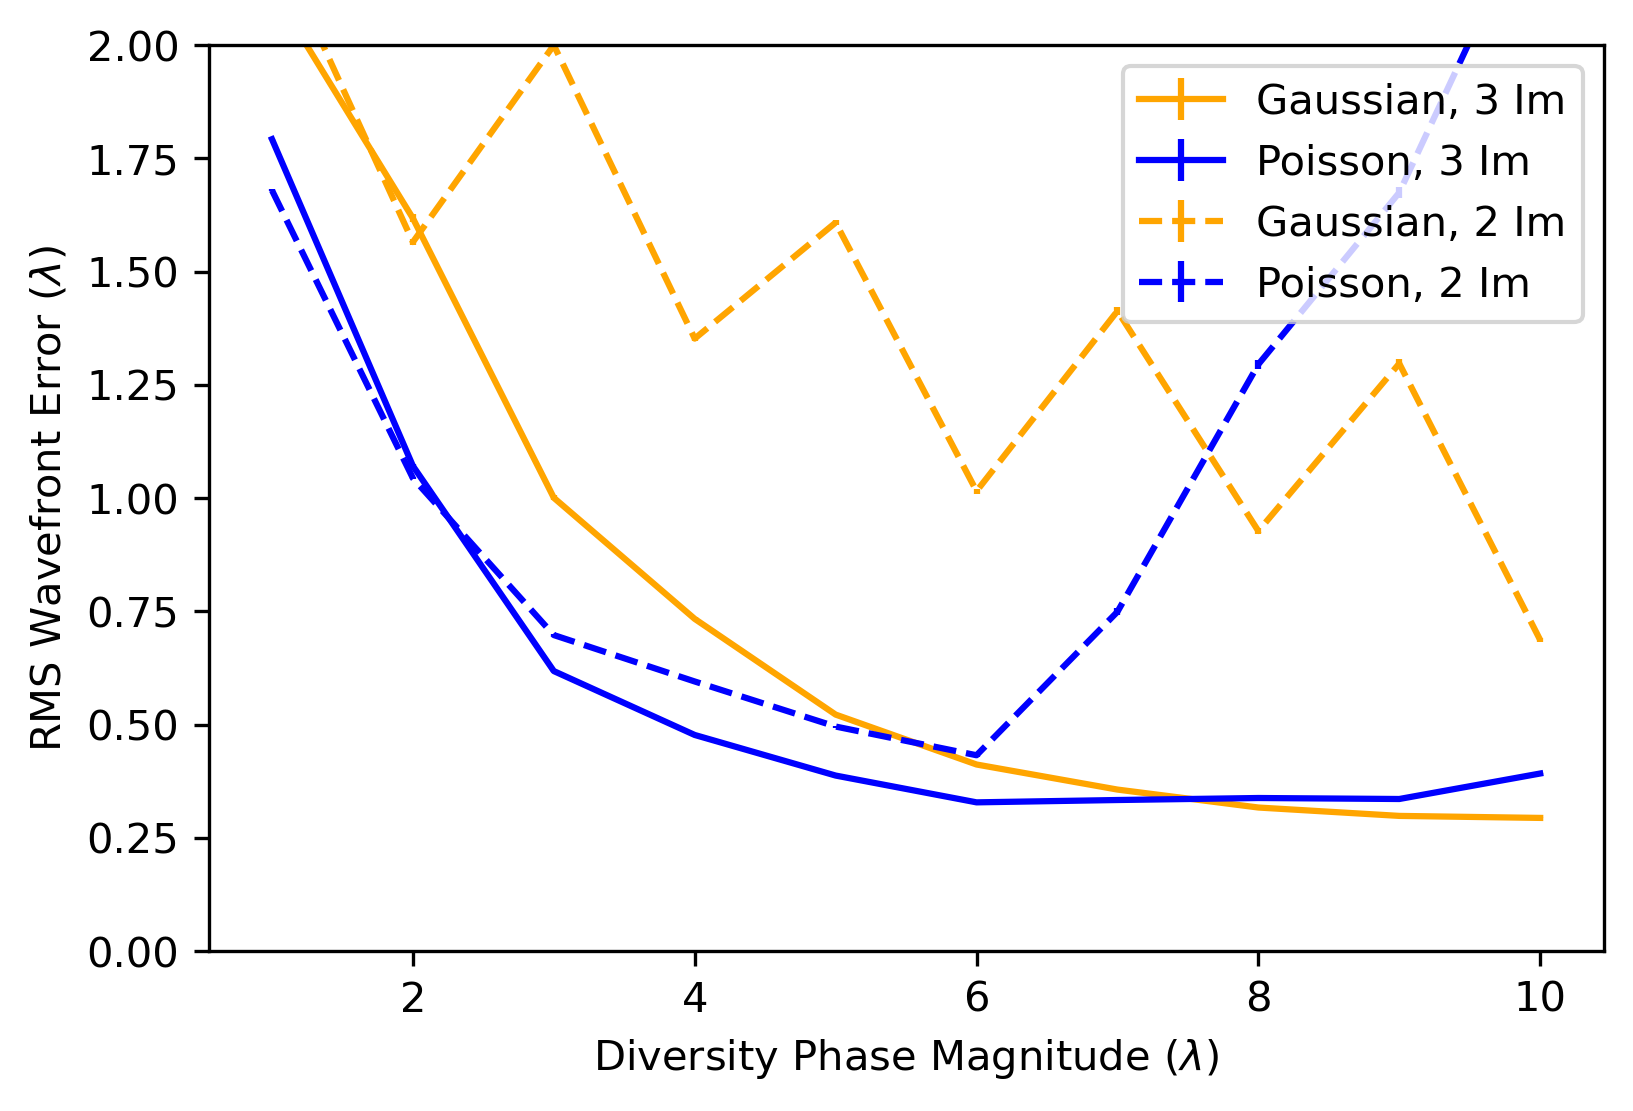 2.00
1.75
1.50
1.25
1.00
0.75
0.50
0.25
0.00
RMS Wavefront Error (λ)
Gaussian, 3 Im
Poisson, 3 Im
Gaussian, 2 Im
Poisson, 2 Im
2 4 6 8 10
Diversity Phase Magnitude (λ)